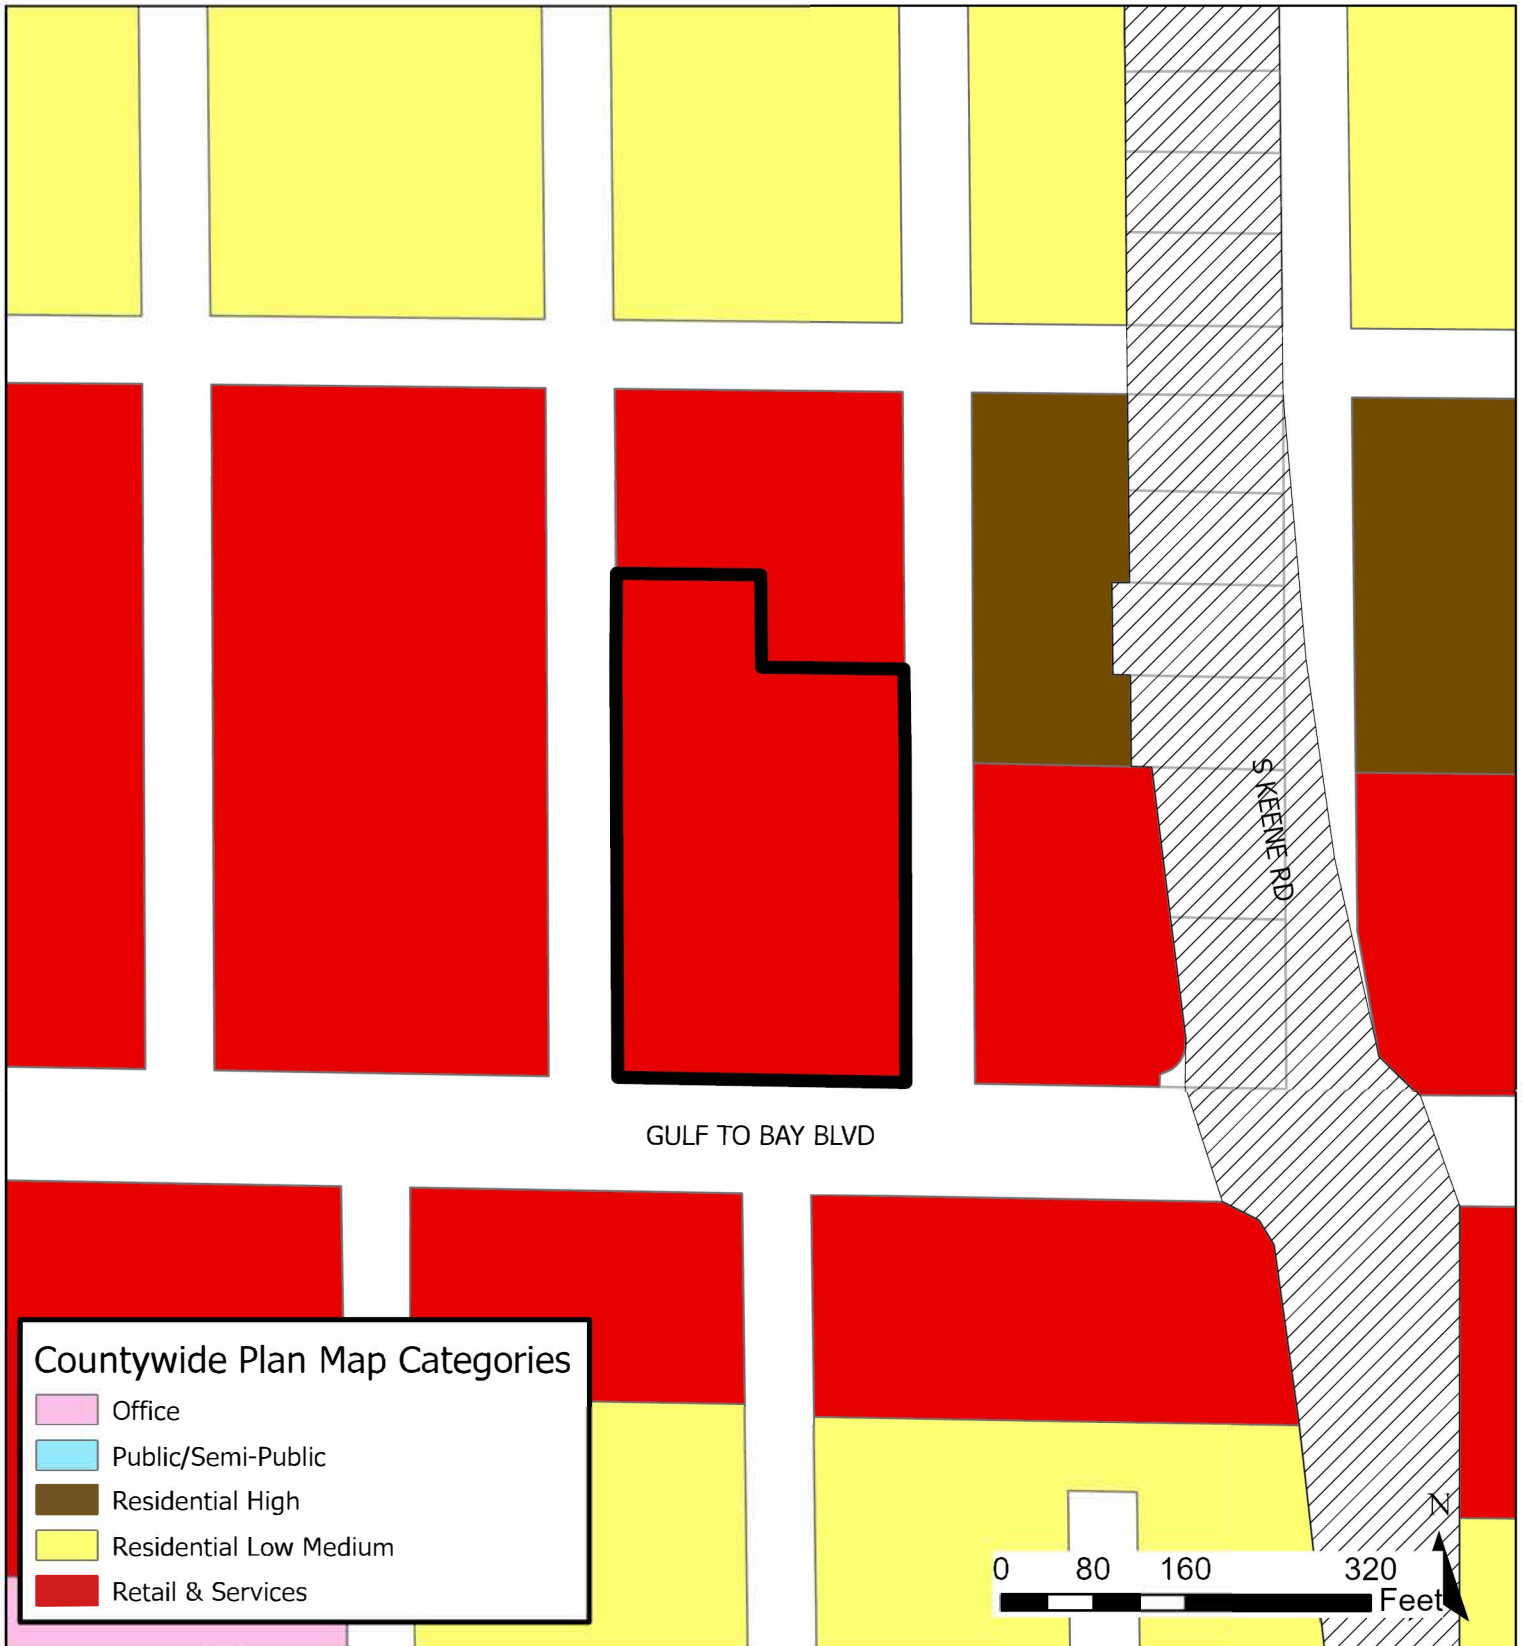 S KEENE RD
GULF TO BAY BLVD
Countywide Plan Map Categories
Office
Public/Semi-Public
Residential High
Residential Low Medium
Retail & Services
N
0 80 160 320
Feet